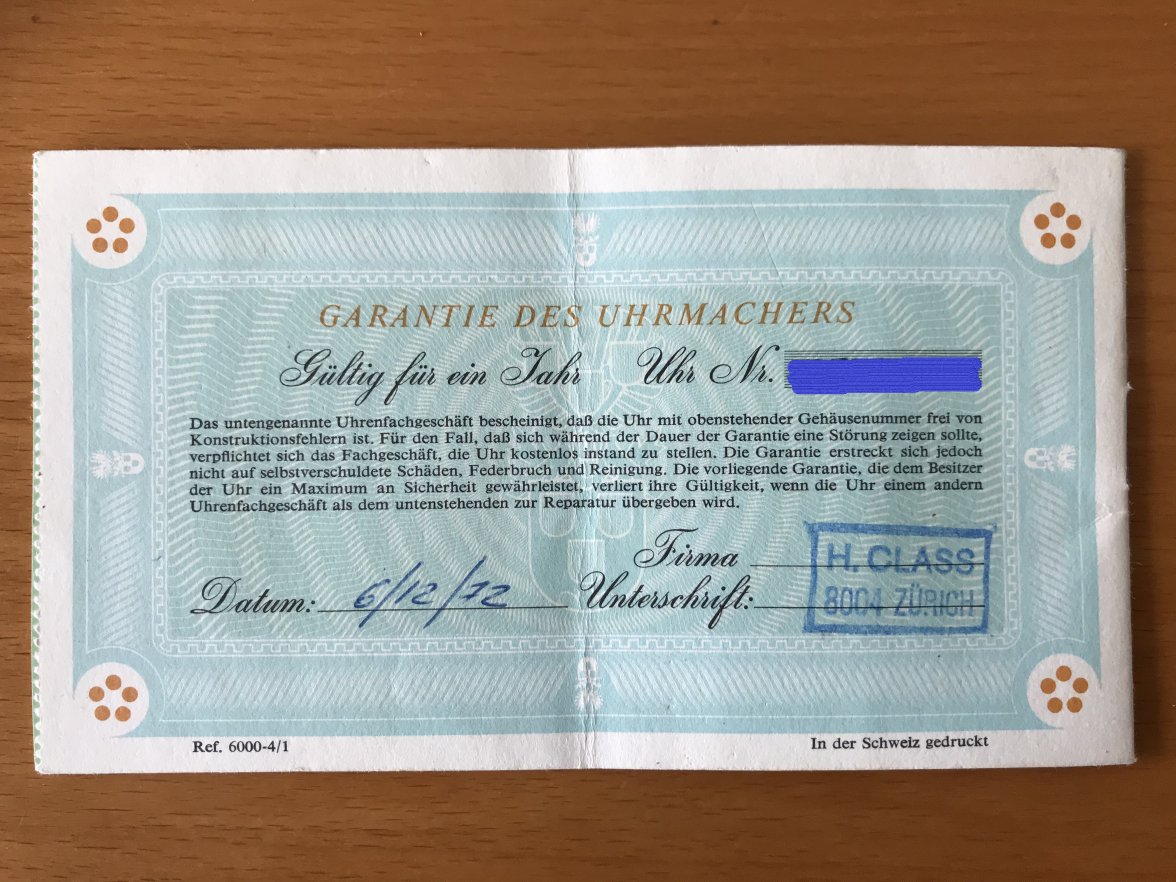 GARANTIE DES UHRMACHERS
Gültig für ein Jahr Uhr Nr.
Das untengenannte Uhrenfachgeschäft bescheinigt, daß die Uhr mit obenstehender Gehäusenummer frei von
Konstruktionsfehlern ist. Für den Fall, daß sich während der Dauer der Garantie eine Störung zeigen sollte,
verpflichtet sich das Fachgeschäft, die Uhr kostenlos instand zu stellen. Die Garantie erstreckt sich jedoch
nicht auf selbstverschuldete Schäden, Federbruch und Reinigung. Die vorliegende Garantie, die dem Besitzer
der Uhr ein Maximum an Sicherheit gewährleistet, verliert ihre Gültigkeit, wenn die Uhr einem andern
Uhrenfachgeschäft als dem untenstehenden zur Reparatur übergeben wird.
Firma H. CLASS
Datum: 6/12/72 Unterschrift: 8004 ZÜRICH
Ref. 6000-4/1 In der Schweiz gedruckt